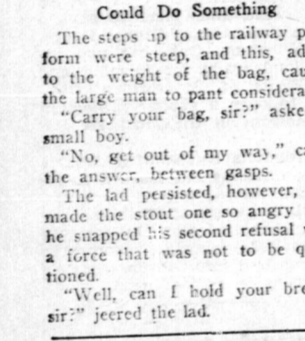 Could Do Something
The steps up to the railway p
form were steep, and this, ad
to the weight of the bag, cau
the large man to pant considera
"Carry your bag, sir?" aske
small boy.
"No, get out of my way," ca
the answer, between gasps.
The lad persisted, however,
made the stout one so angry
he snapped his second refusal
a force that was not to be q
tioned.
"Well, can I hold your bre
sir?" jeered the lad.